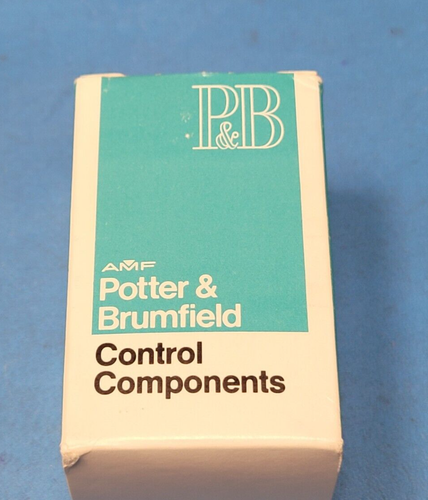 P&B
AMF
Potter &
Brumfield
Control
Components